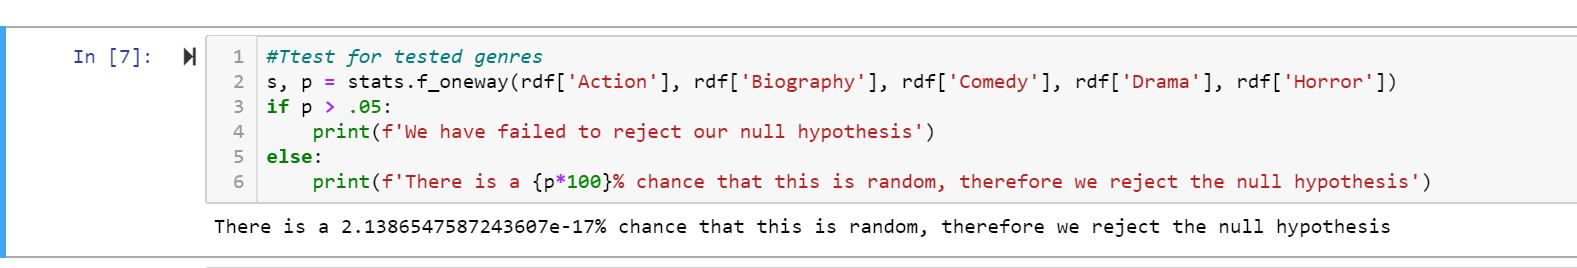 In [7]:
1 #Ttest for tested genres
2 s, p = stats.f_oneway(rdf['Action'], rdf['Biography'], rdf['Comedy'], rdf['Drama'], rdf['Horror'])
3 if p > .05:
4     print(f'We have failed to reject our null hypothesis')
5 else:
6     print(f'There is a {p*100}% chance that this is random, therefore we reject the null hypothesis')
There is a 2.1386547587243607e-17% chance that this is random, therefore we reject the null hypothesis